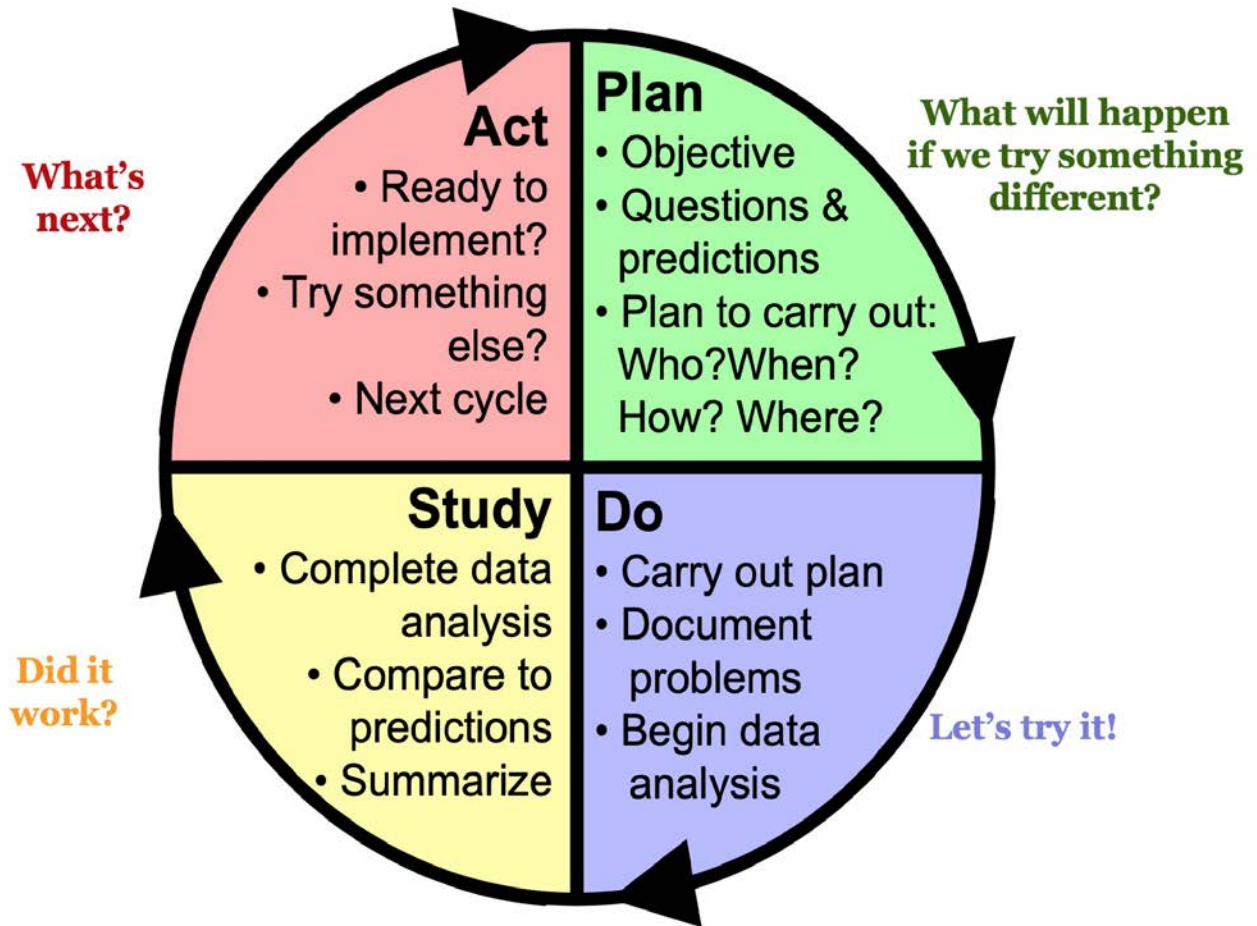 Plan
• Objective
• Questions &
predictions
• Plan to carry out:
Who?When?
How? Where?
What will happen
if we try something
different?
Do
• Carry out plan
• Document
problems
• Begin data
analysis
Let's try it!
Study
• Complete data
analysis
• Compare to
predictions
• Summarize
Did it
work?
Act
• Ready to
implement?
• Try something
else?
• Next cycle
What's
next?